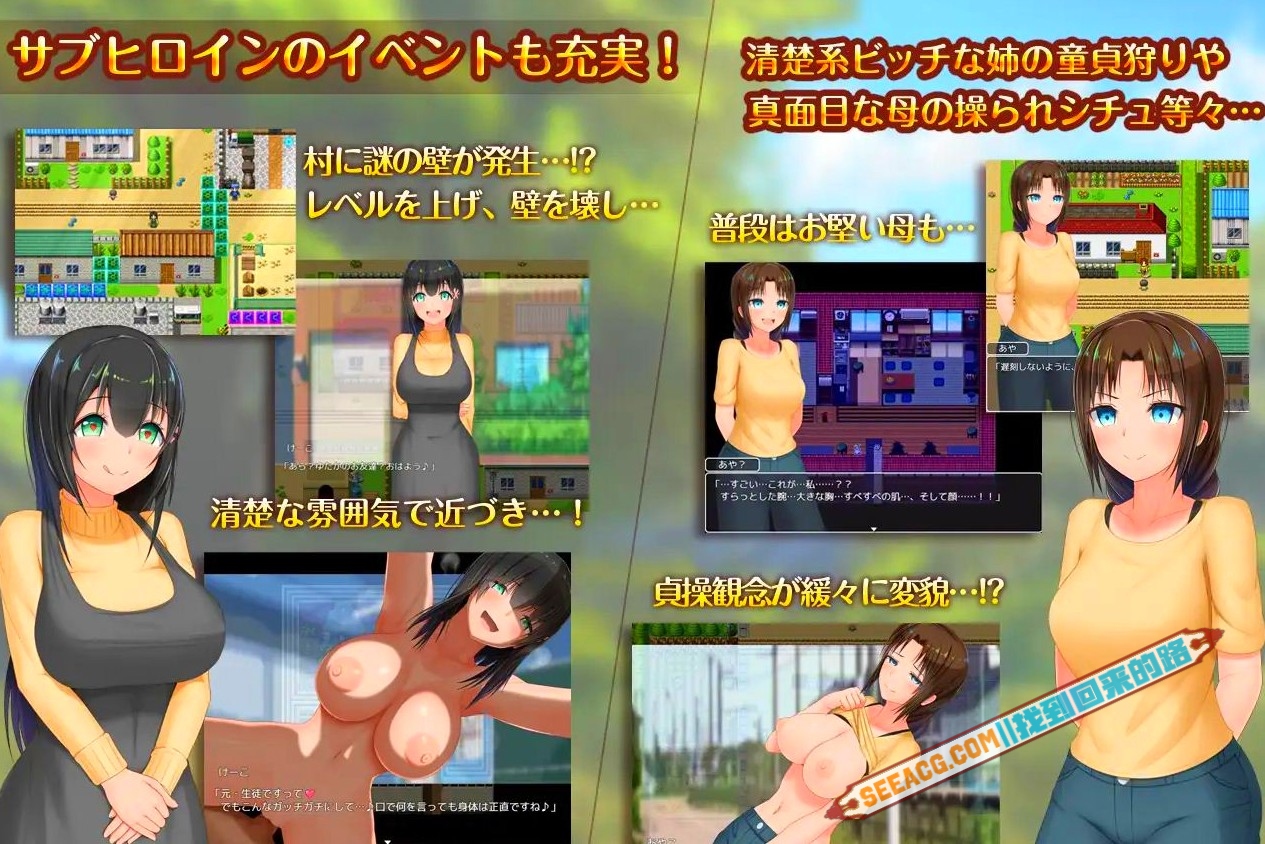 サブヒロインのイベントも充実！
村に謎の壁が発生…!?
レベルを上げ、壁を壊し…
けーこ
「あら？ゆたかのお友達？おはよう♪」
清楚な雰囲気で近づき…！
けーこ
「元・生徒ですって💗
でもこんなガッチガチにして…♪口で何を言っても身体は正直ですね♪」
清楚系ビッチな姉の童貞狩りや
真面目な母の操られシチュ等々…
普段はお堅い母も…
あや
「遅刻しないように、
あや？
「…すごい…これが…私……？？
すらっとした腕…大きな胸…すべすべの肌…、そして顔……！！」
貞操観念が緩々に変貌…!?
SEEACG.COM||找到回来的路